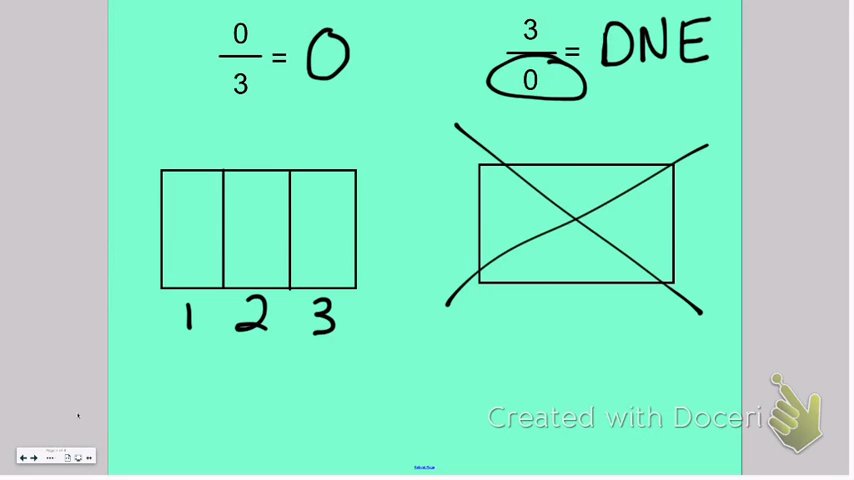 0/3 = 0
3/0 = DNE
1 2 3
Created with Doceri